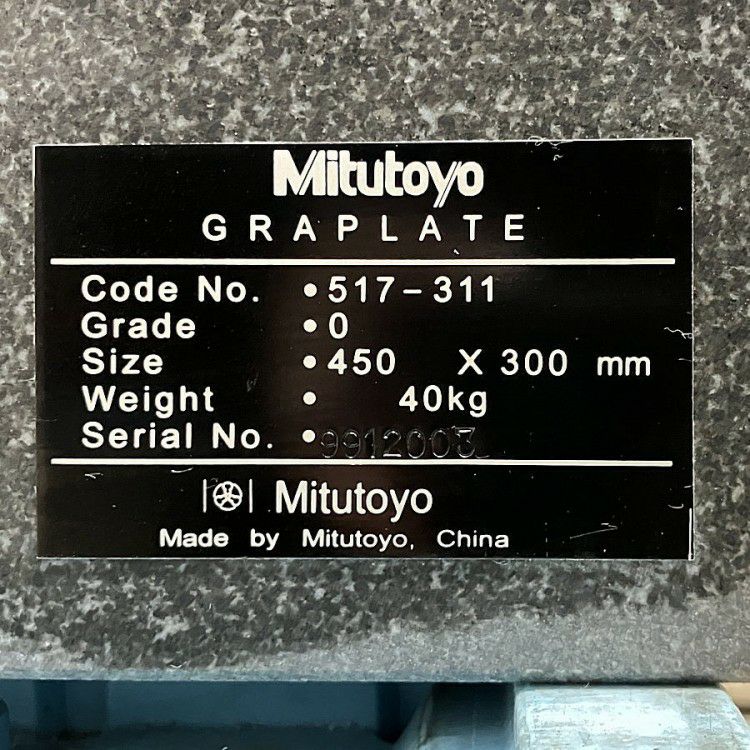 Mitutoyo
GRAPLATE
Code No. • 517-311
Grade • 0
Size • 450 X 300 mm
Weight • 40kg
Serial No. • 9912003
Mitutoyo
Made by Mitutoyo, China